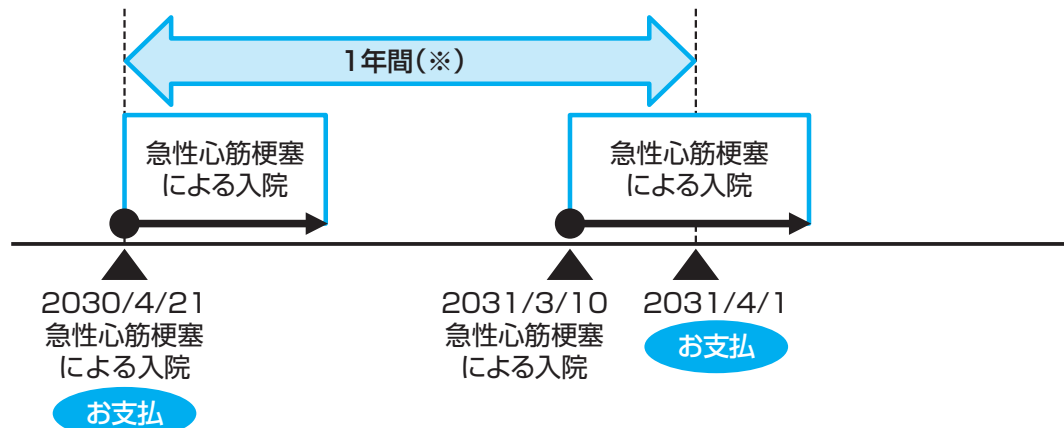 1年間(※)
急性心筋梗塞
による入院
急性心筋梗塞
による入院
2030/4/21
急性心筋梗塞
による入院
お支払
2031/3/10
急性心筋梗塞
による入院
2031/4/1
お支払